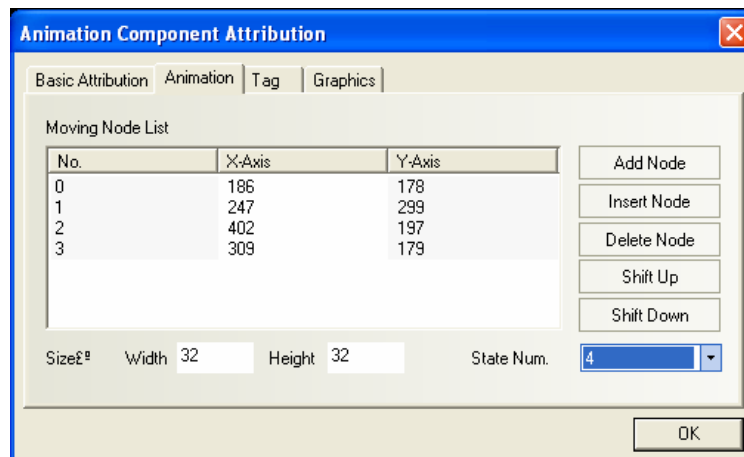 Animation Component Attribution
Basic Attribution Animation Tag Graphics
Moving Node List
No. X-Axis Y-Axis
0 186 178
1 247 299
2 402 197
3 309 179
Add Node
Insert Node
Delete Node
Shift Up
Shift Down
Size£º Width 32 Height 32 State Num. 4
OK